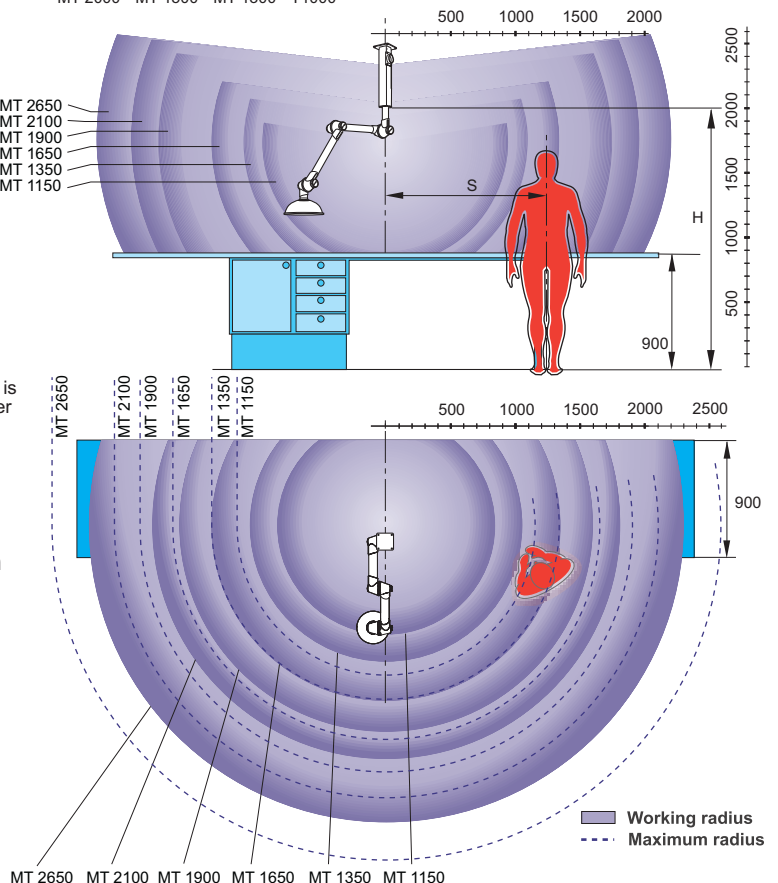 500 1000 1500 2000
2500
2000
1500
1000
500
MT 2650
MT 2100
MT 1900
MT 1650
MT 1350
MT 1150
S
H
900
is
er
MT 2650
MT 2100
MT 1900
MT 1650
MT 1350
MT 1150
500 1000 1500 2000 2500
900
Working radius
Maximum radius
MT 2650 MT 2100 MT 1900 MT 1650 MT 1350 MT 1150